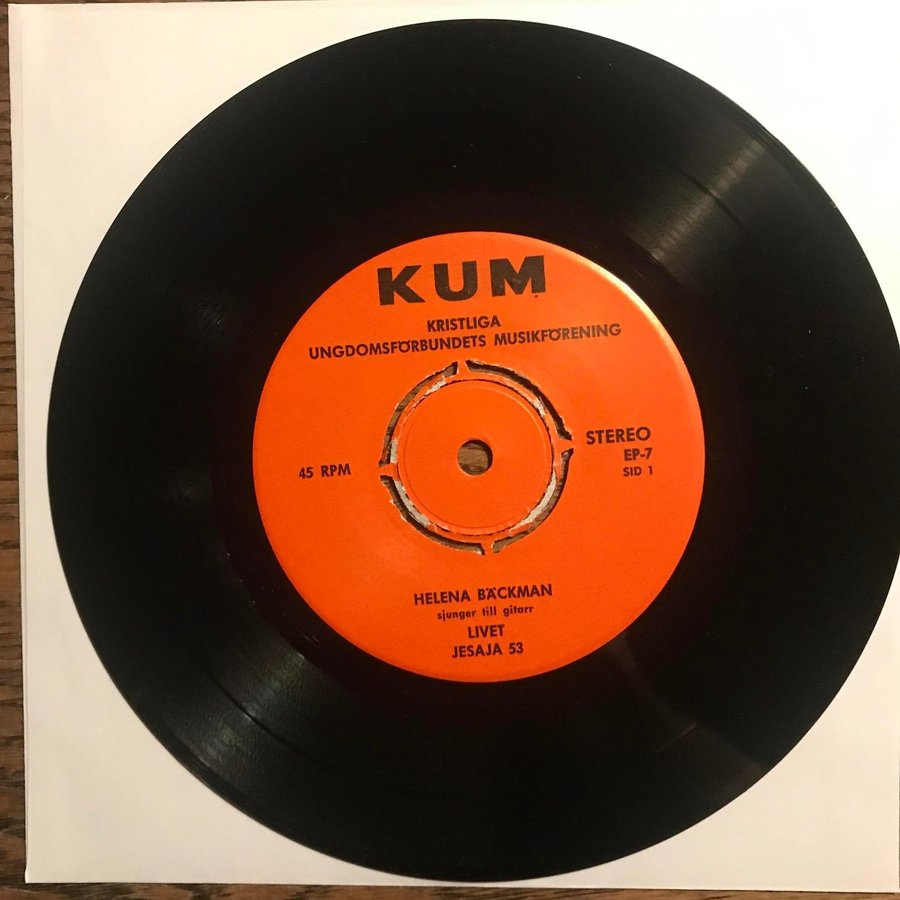 KUM
KRISTLIGA
UNGDOMSFÖRBUNDETS MUSIKFÖRENING
45 RPM
STEREO
EP-7
SID 1
HELENA BÄCKMAN
sjunger till gitarr
LIVET
JESAJA 53